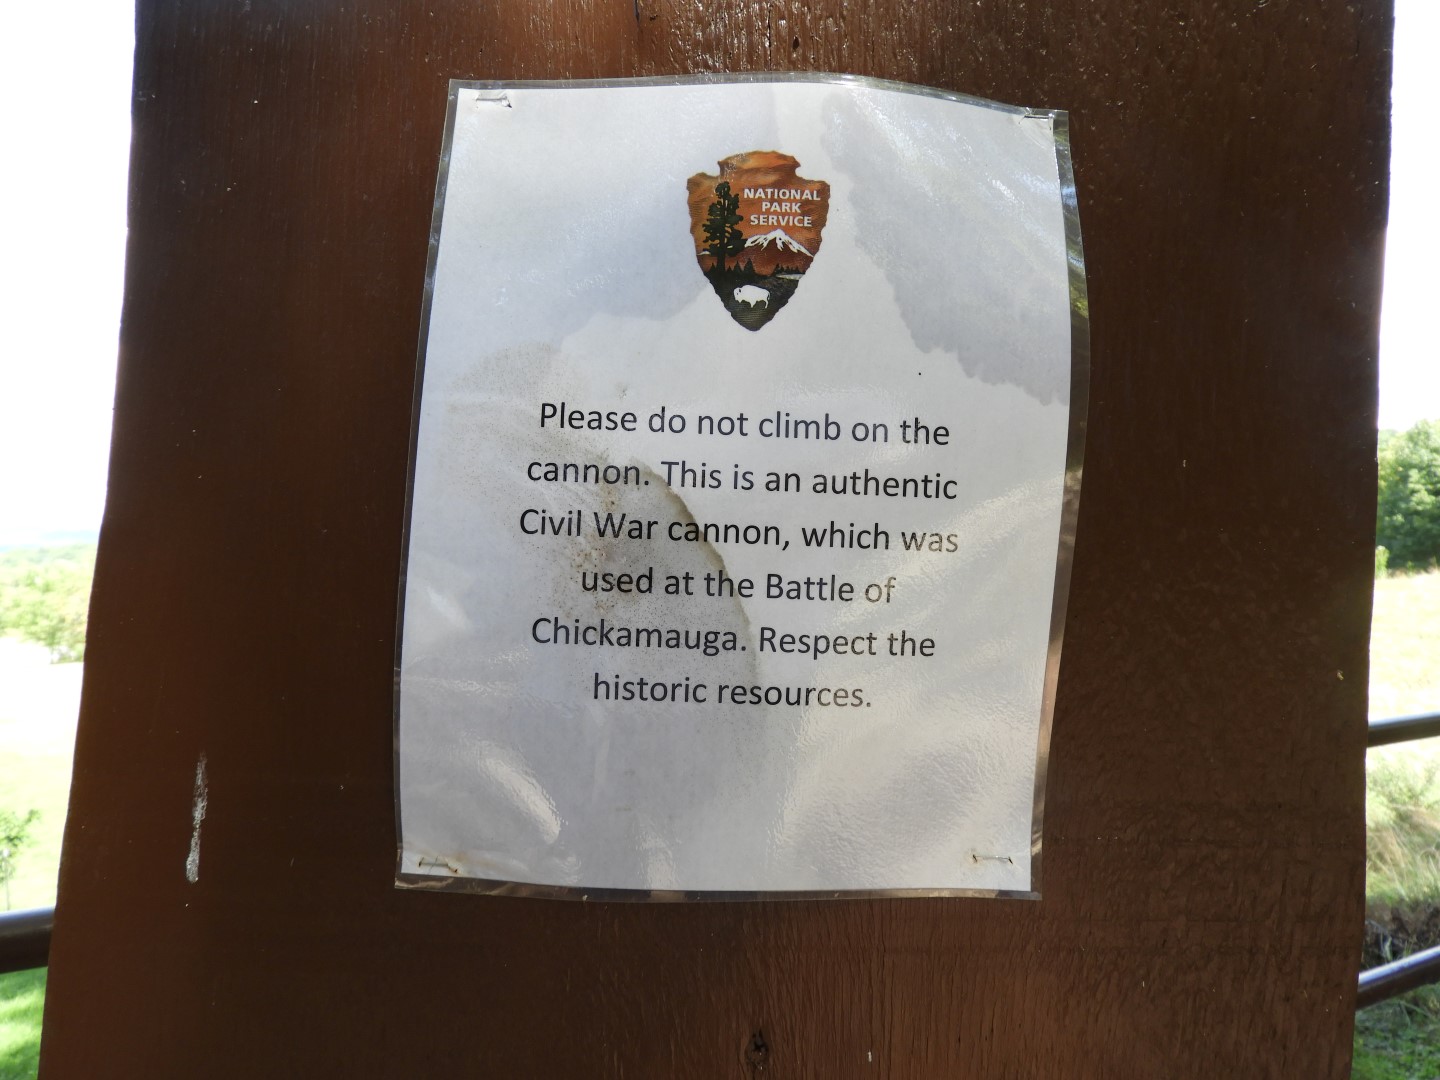 NATIONAL
PARK
SERVICE
Please do not climb on the
cannon. This is an authentic
Civil War cannon, which was
used at the Battle of
Chickamauga. Respect the
historic resources.